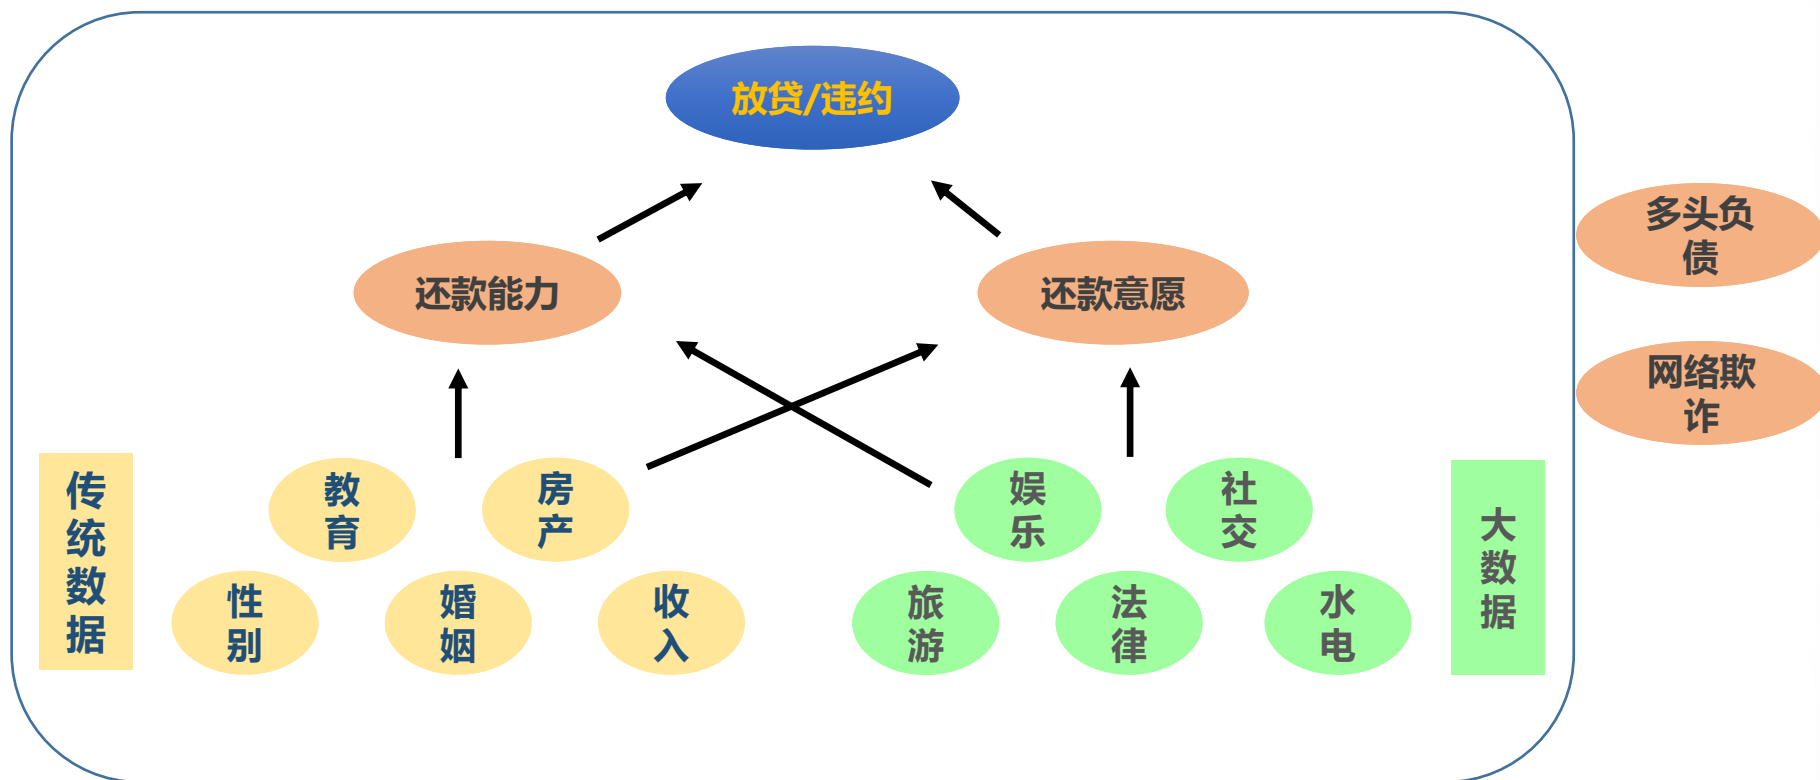 放贷/违约
还款能力
还款意愿
多头负
债
网络欺
诈
传
统
数
据
教
育
房
产
性
别
婚
姻
收
入
娱
乐
社
交
旅
游
法
律
水
电
大
数
据